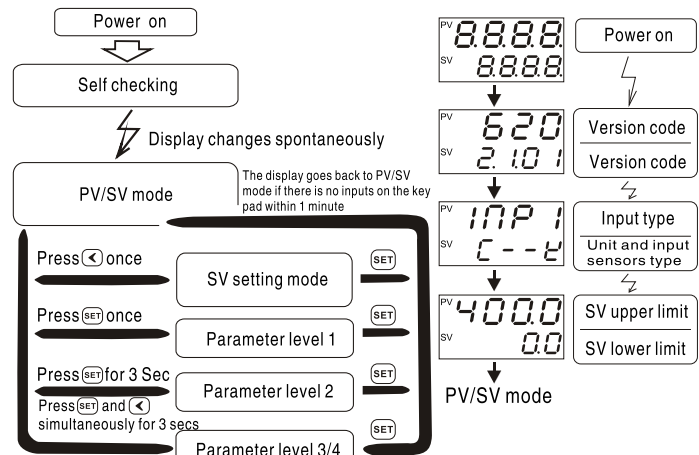 Power on
Self checking
Display changes spontaneously
PV/SV mode
The display goes back to PV/SV
mode if there is no inputs on the key
pad within 1 minute
Press < once
SV setting mode
SET
Press SET once
Parameter level 1
SET
Press SET for 3 Sec
Parameter level 2
SET
Press SET and <
simultaneously for 3 secs
Parameter level 3/4
SET
PV 8.8.8.8.
SV 8.8.8.8.
Power on
PV 620
SV 2.1.01
Version code
Version code
PV INP1
SV C--K
Input type
Unit and input
sensors type
PV 400.0
SV 0.0
SV upper limit
SV lower limit
PV/SV mode